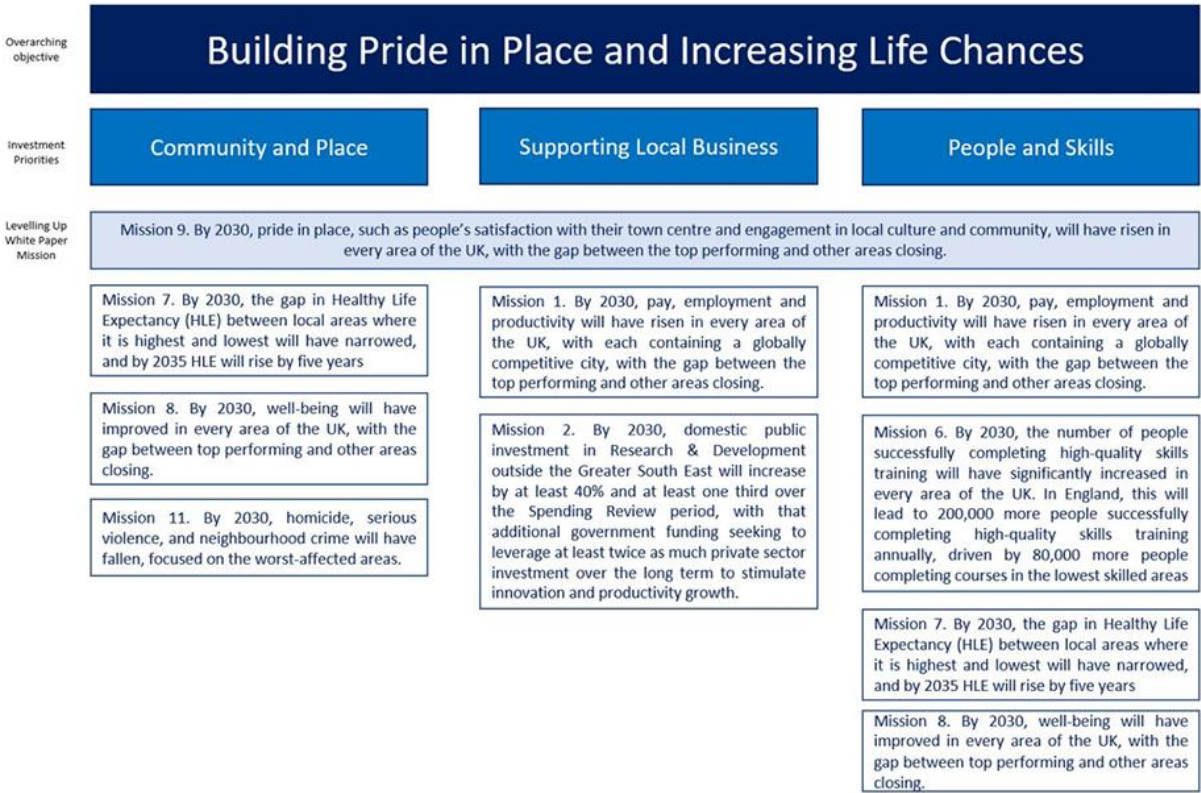 Overarching
objective
Building Pride in Place and Increasing Life Chances
Investment
Priorities
Community and Place
Supporting Local Business
People and Skills
Levelling Up
White Paper
Mission
Mission 9. By 2030, pride in place, such as people's satisfaction with their town centre and engagement in local culture and community, will have risen in
every area of the UK, with the gap between the top performing and other areas closing.
Mission 7. By 2030, the gap in Healthy Life
Expectancy (HLE) between local areas where
it is highest and lowest will have narrowed,
and by 2035 HLE will rise by five years
Mission 8. By 2030, well-being will have
improved in every area of the UK, with the
gap between top performing and other areas
closing.
Mission 11. By 2030, homicide, serious
violence, and neighbourhood crime will have
fallen, focused on the worst-affected areas.
Mission 1. By 2030, pay, employment and
productivity will have risen in every area of
the UK, with each containing a globally
competitive city, with the gap between the
top performing and other areas closing.
Mission 2. By 2030, domestic public
investment in Research & Development
outside the Greater South East will increase
by at least 40% and at least one third over
the Spending Review period, with that
additional government funding seeking to
leverage at least twice as much private sector
investment over the long term to stimulate
innovation and productivity growth.
Mission 1. By 2030, pay, employment and
productivity will have risen in every area of
the UK, with each containing a globally
competitive city, with the gap between the
top performing and other areas closing.
Mission 6. By 2030, the number of people
successfully completing high-quality skills
training will have significantly increased in
every area of the UK. In England, this will
lead to 200,000 more people successfully
completing high-quality skills training
annually, driven by 80,000 more people
completing courses in the lowest skilled areas
Mission 7. By 2030, the gap in Healthy Life
Expectancy (HLE) between local areas where
it is highest and lowest will have narrowed,
and by 2035 HLE will rise by five years
Mission 8. By 2030, well-being will have
improved in every area of the UK, with the
gap between top performing and other areas
closing.